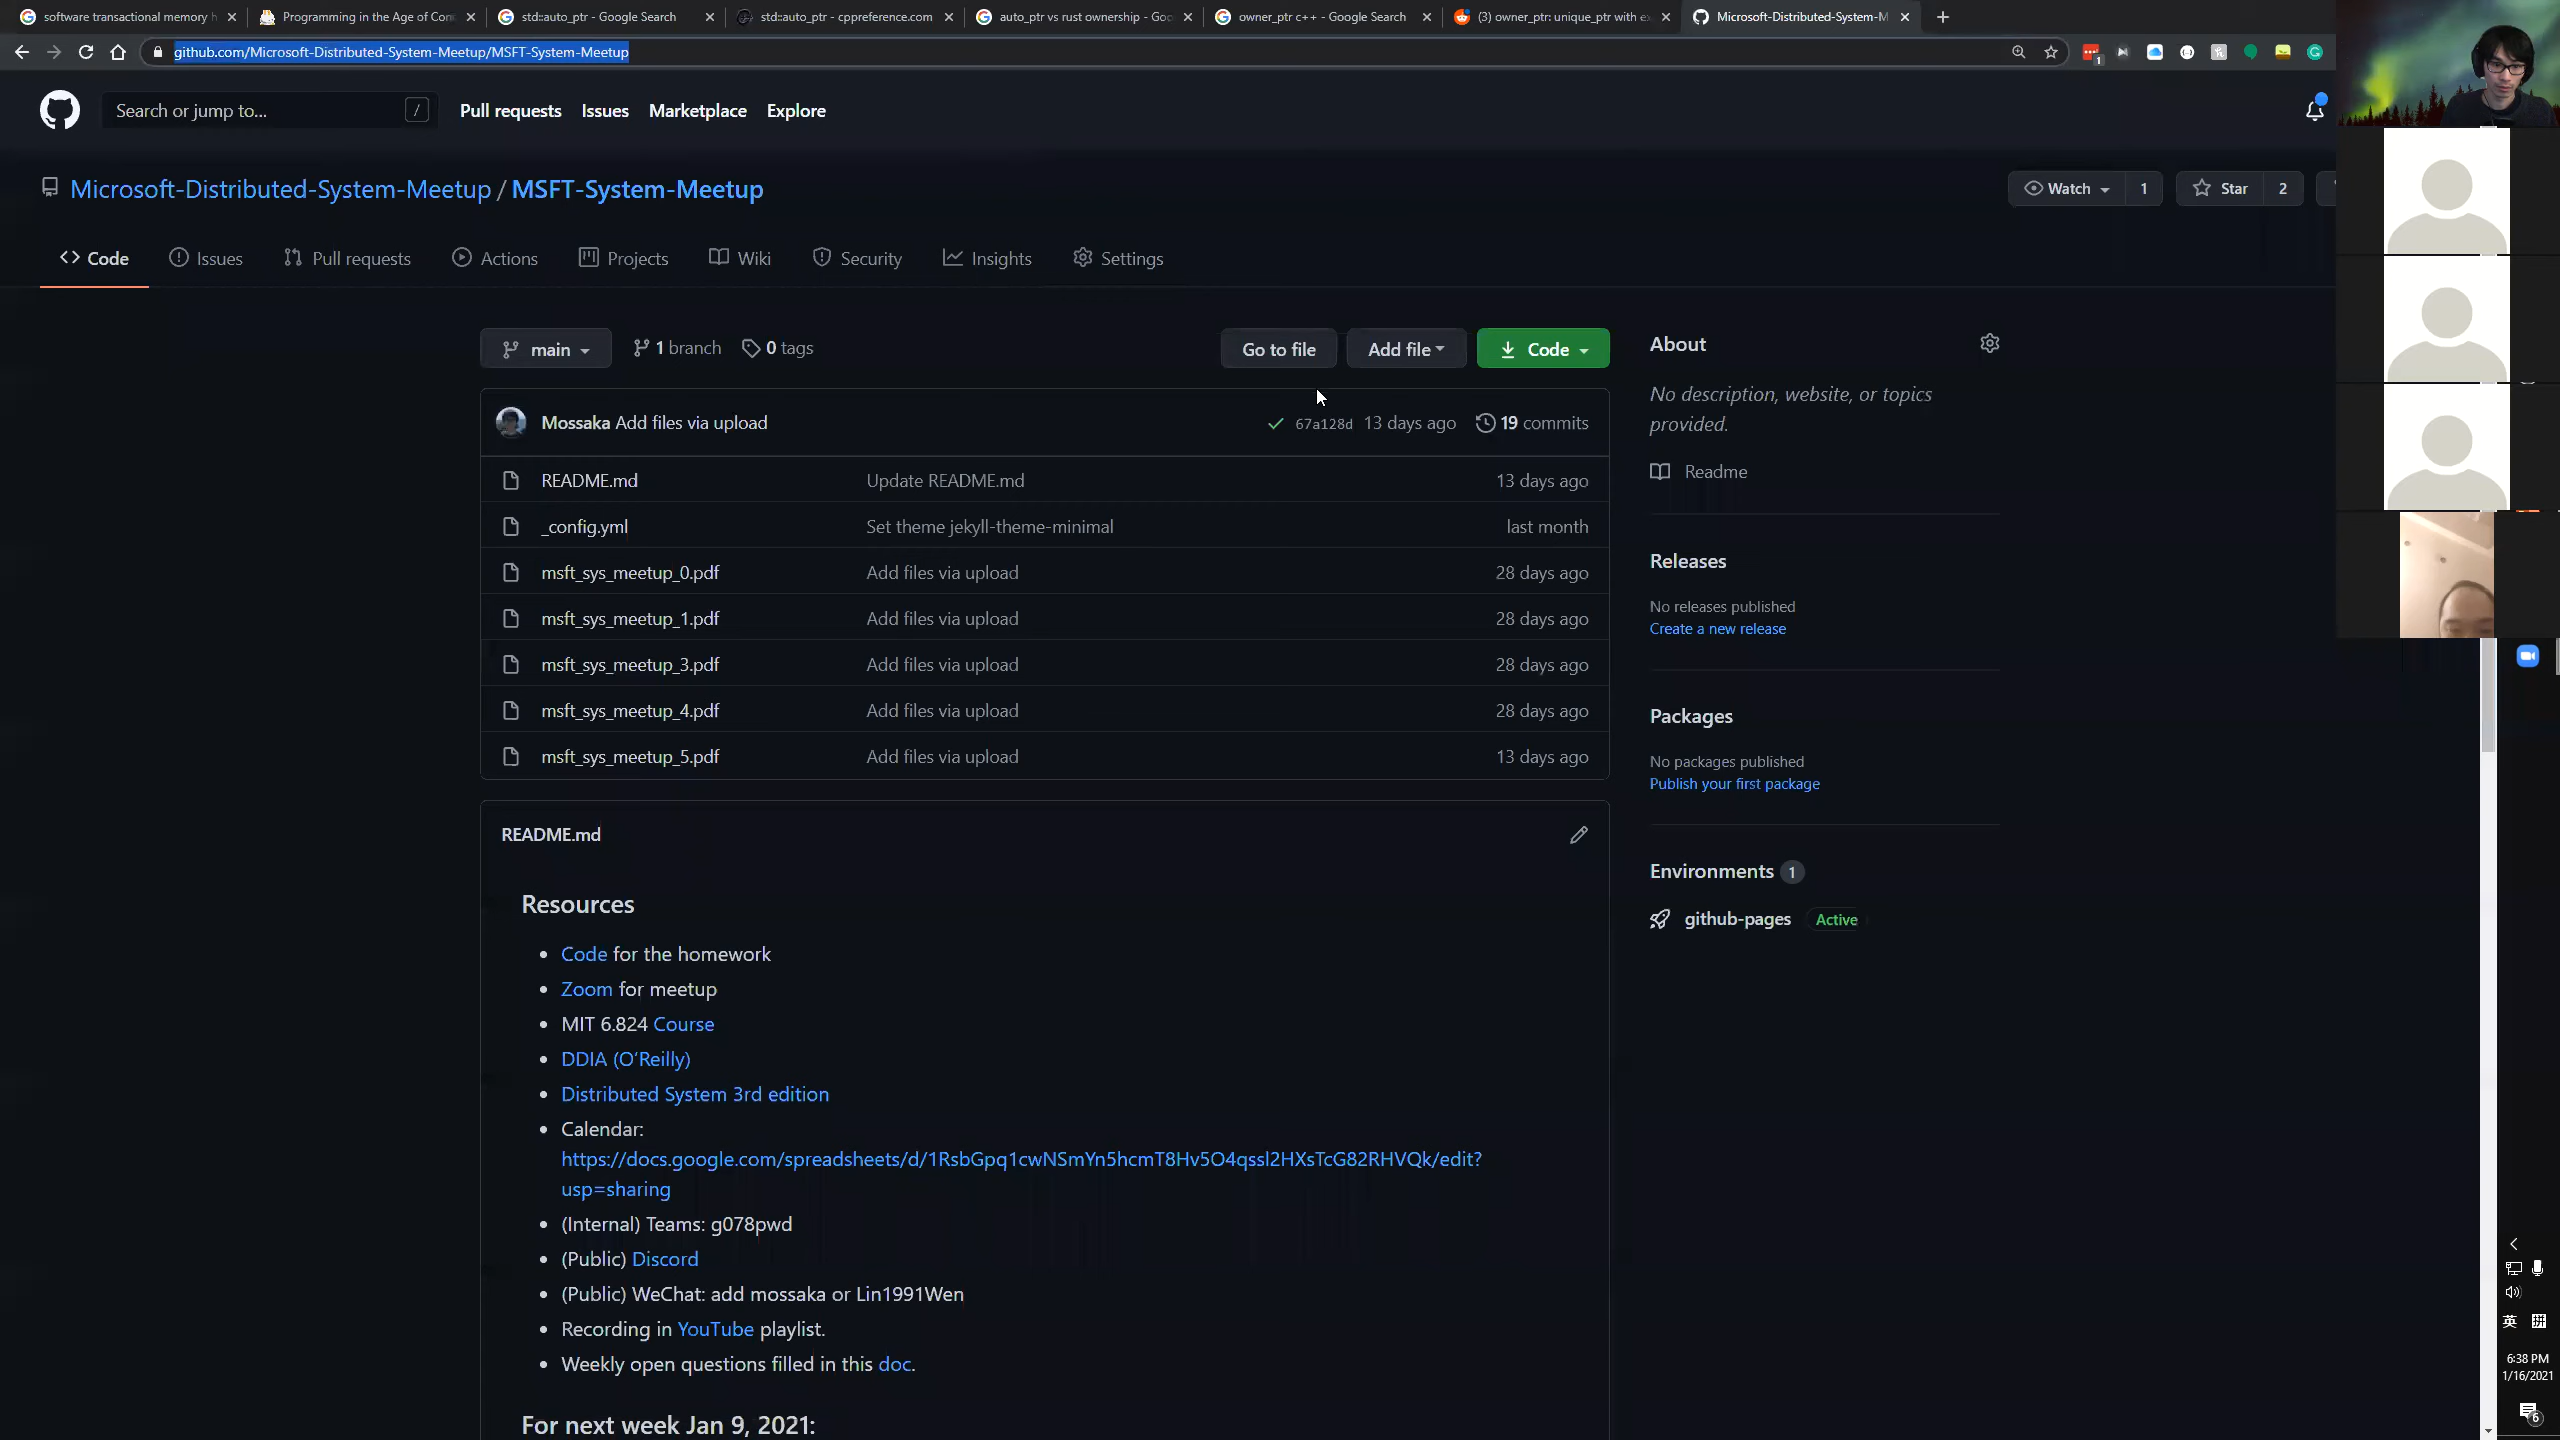 software transactional memory h
Programming in the Age of Con
std::auto_ptr - Google Search
std::auto_ptr - cppreference.com
auto_ptr vs rust ownership - Goo
owner_ptr c++ - Google Search
(3) owner_ptr: unique_ptr with ex
Microsoft-Distributed-System-M
github.com/Microsoft-Distributed-System-Meetup/MSFT-System-Meetup
Search or jump to... /
Pull requests Issues Marketplace Explore
Microsoft-Distributed-System-Meetup / MSFT-System-Meetup
Watch 1
Star 2
Code Issues Pull requests Actions Projects Wiki Security Insights Settings
main 1 branch 0 tags
Go to file Add file Code
Mossaka Add files via upload 67a128d 13 days ago 19 commits
README.md Update README.md 13 days ago
_config.yml Set theme jekyll-theme-minimal last month
msft_sys_meetup_0.pdf Add files via upload 28 days ago
msft_sys_meetup_1.pdf Add files via upload 28 days ago
msft_sys_meetup_3.pdf Add files via upload 28 days ago
msft_sys_meetup_4.pdf Add files via upload 28 days ago
msft_sys_meetup_5.pdf Add files via upload 13 days ago
README.md
Resources
Code for the homework
Zoom for meetup
MIT 6.824 Course
DDIA (O'Reilly)
Distributed System 3rd edition
Calendar:
https://docs.google.com/spreadsheets/d/1RsbGpq1cwNSmYn5hcmT8Hv5O4qssl2HXsTcG82RHVQk/edit?
usp=sharing
(Internal) Teams: g078pwd
(Public) Discord
(Public) WeChat: add mossaka or Lin1991Wen
Recording in YouTube playlist.
Weekly open questions filled in this doc.
For next week Jan 9, 2021:
About
No description, website, or topics
provided.
Readme
Releases
No releases published
Create a new release
Packages
No packages published
Publish your first package
Environments 1
github-pages Active
英 拼
6:38 PM
1/16/2021
6